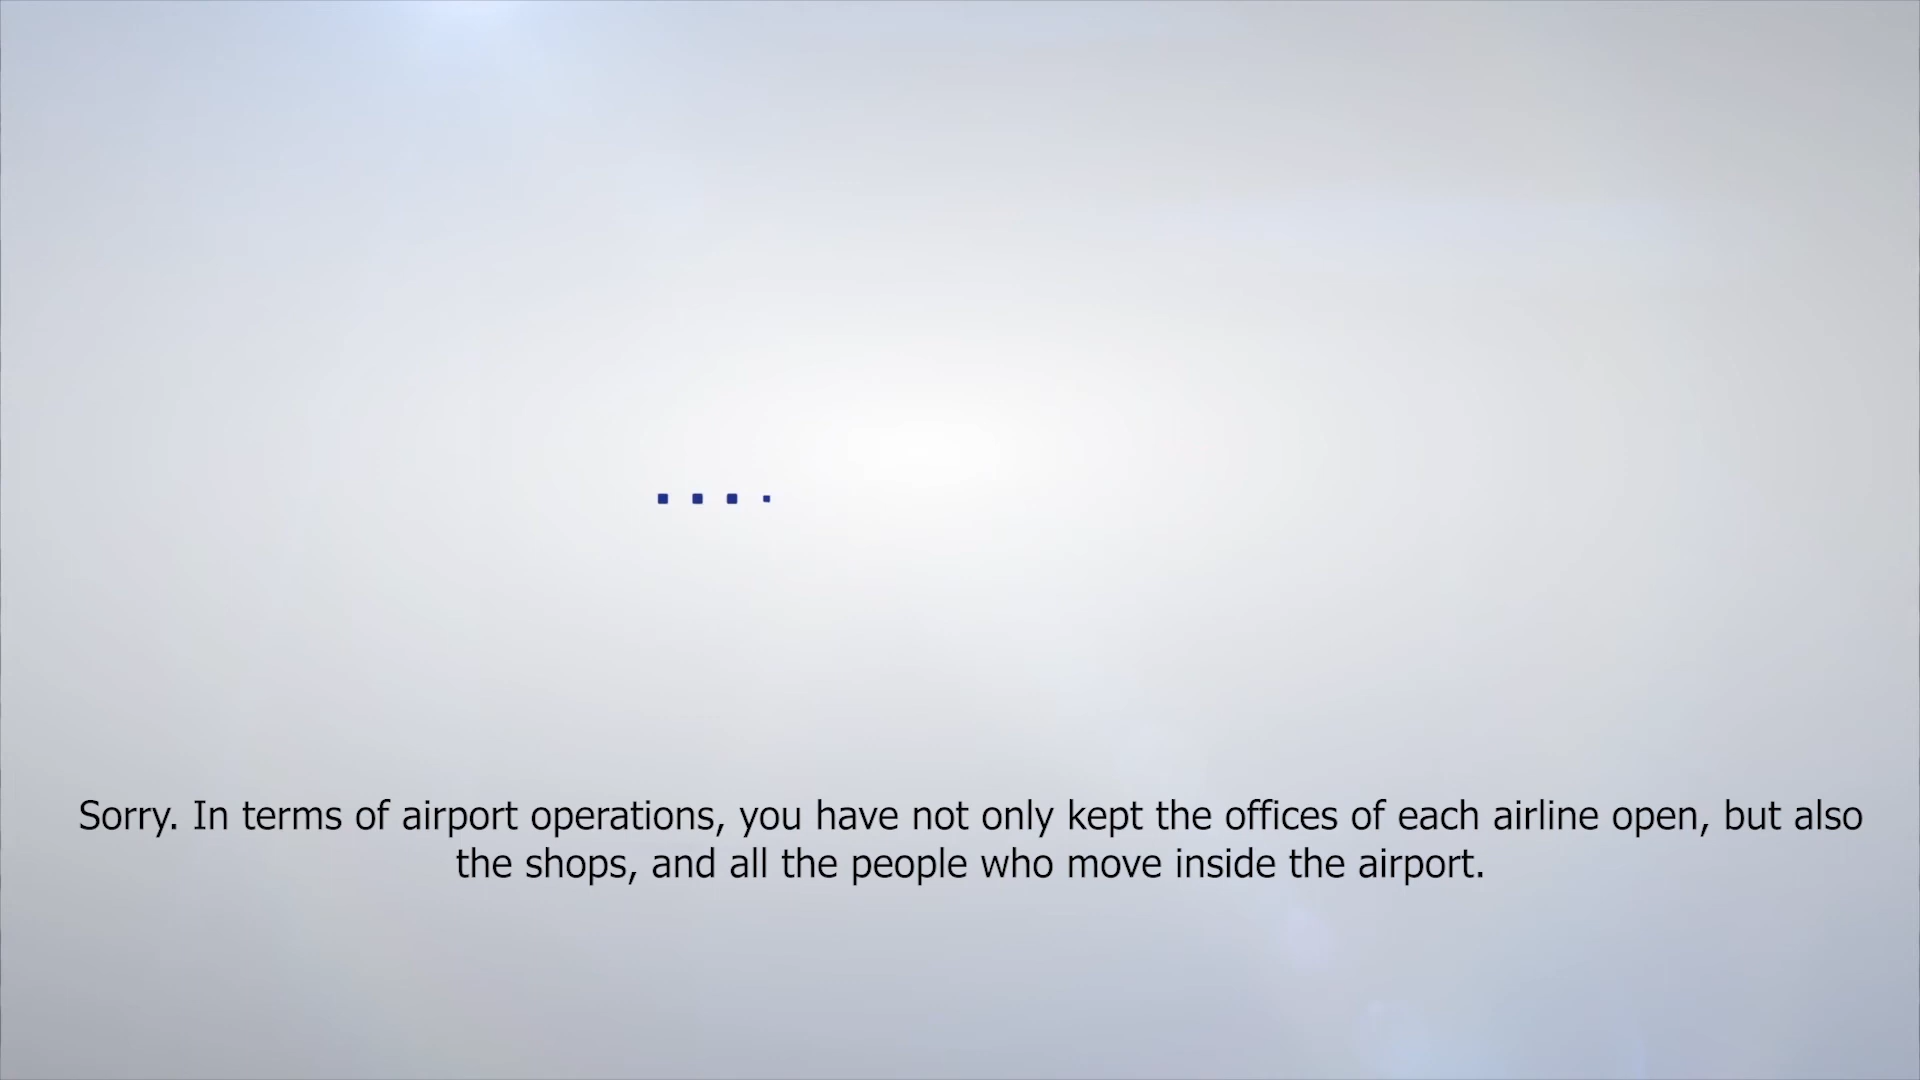 Sorry. In terms of airport operations, you have not only kept the offices of each airline open, but also
the shops, and all the people who move inside the airport.